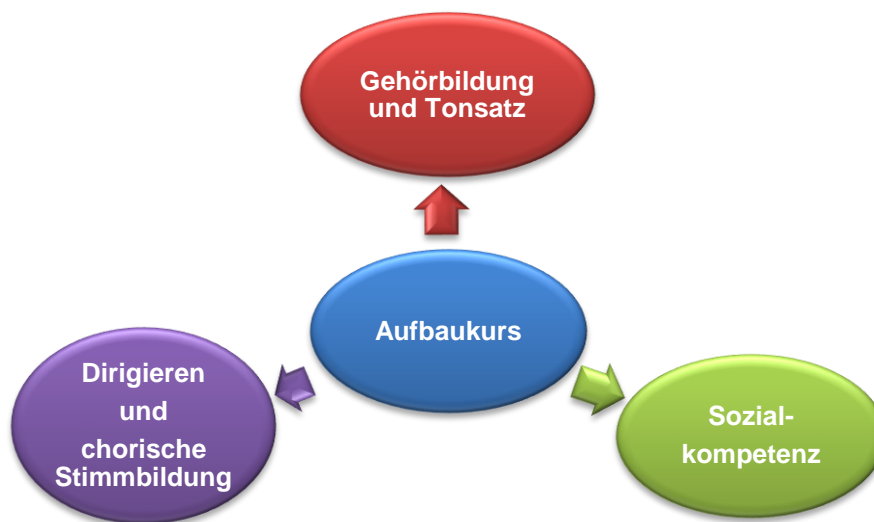 Gehörbildung
und Tonsatz
Aufbaukurs
Dirigieren
und
chorische
Stimmbildung
Sozial-
kompetenz